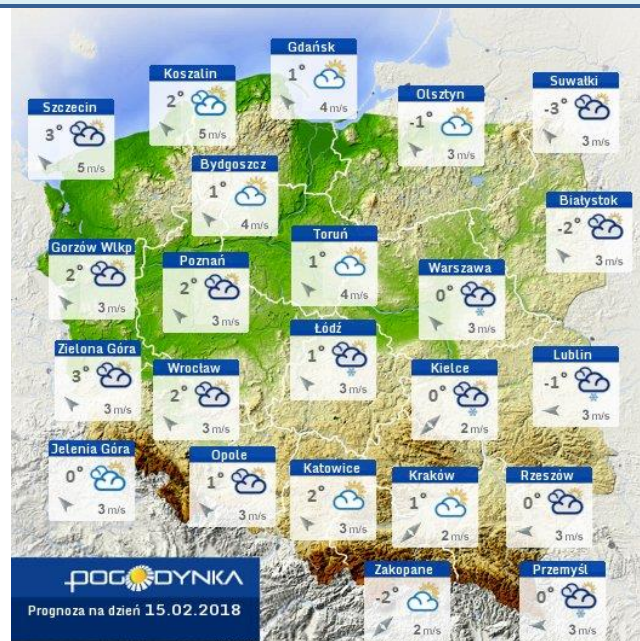 Gdańsk
1°
4 m/s
Koszalin
2°
5 m/s
Suwałki
-3°
3 m/s
Olsztyn
-1°
3 m/s
Szczecin
3°
5 m/s
Bydgoszcz
1°
4 m/s
Białystok
-2°
3 m/s
Toruń
1°
4 m/s
Gorzów Wlkp
2°
3 m/s
Poznań
2°
3 m/s
Warszawa
0°
3 m/s
Łódź
1°
3 m/s
Zielona Góra
3°
3 m/s
Lublin
-1°
3 m/s
Wrocław
2°
3 m/s
Kielce
0°
2 m/s
Jelenia Góra
0°
3 m/s
Opole
1°
3 m/s
Katowice
2°
3 m/s
Kraków
1°
2 m/s
Rzeszów
0°
3 m/s
Zakopane
-2°
2 m/s
Przemyśl
0°
3 m/s
POGODYNKA
Prognoza na dzień 15.02.2018